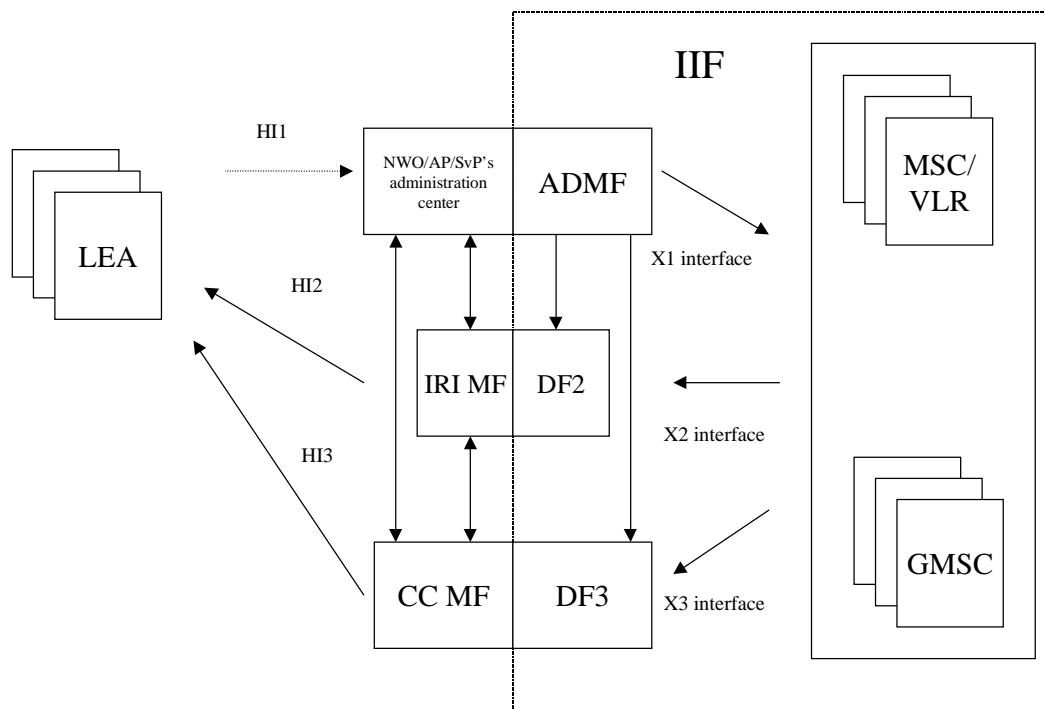 IIF
HI1
NWO/AP/SvP's
administration
center
ADMF
MSC/
VLR
LEA
X1 interface
HI2
IRI MF
DF2
X2 interface
HI3
GMSC
CC MF
DF3
X3 interface